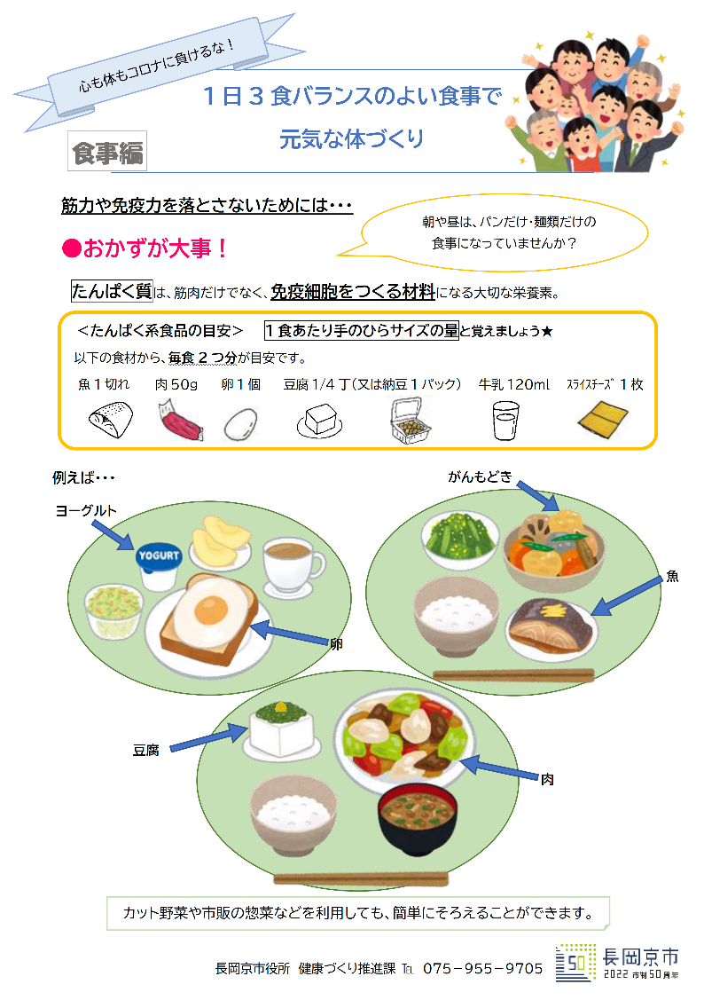 心も体もコロナに負けるな！
１日３食バランスのよい食事で
元気な体づくり
食事編
筋力や免疫力を落とさないためには・・・
朝や昼は、パンだけ・麺類だけの
食事になっていませんか？
●おかずが大事！
たんぱく質は、筋肉だけでなく、免疫細胞をつくる材料になる大切な栄養素。
＜たんぱく系食品の目安＞　１食あたり手のひらサイズの量と覚えましょう★
以下の食材から、毎食２つ分が目安です。
魚１切れ　肉50g　卵１個　豆腐1/4丁（又は納豆１パック）　牛乳120ml　ｽﾗｲｽﾁｰｽﾞ１枚
例えば・・・
がんもどき
ヨーグルト
YOGURT
魚
卵
豆腐
肉
カット野菜や市販の惣菜などを利用しても、簡単にそろえることができます。
長岡京市役所　健康づくり推進課　℡　０７５－９５５－９７０５
50
長岡京市
2022 市制50周年